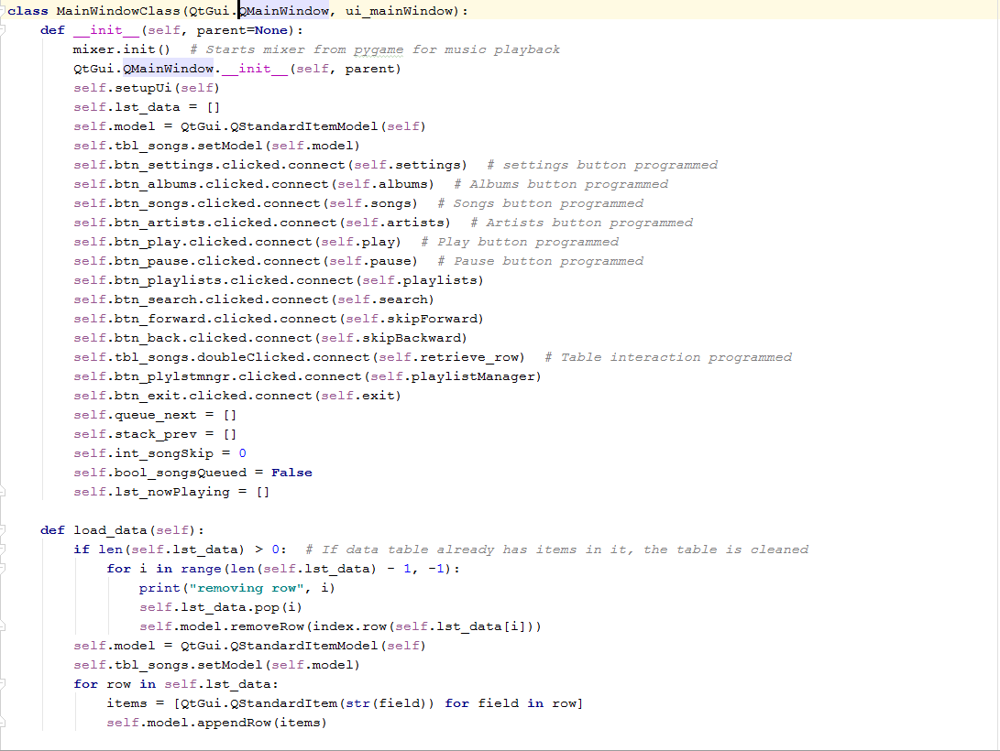 class MainWindowClass(QtGui.QMainWindow, ui_mainWindow):
    def __init__(self, parent=None):
        mixer.init()  # Starts mixer from pygame for music playback
        QtGui.QMainWindow.__init__(self, parent)
        self.setupUi(self)
        self.lst_data = []
        self.model = QtGui.QStandardItemModel(self)
        self.tbl_songs.setModel(self.model)
        self.btn_settings.clicked.connect(self.settings)  # settings button programmed
        self.btn_albums.clicked.connect(self.albums)  # Albums button programmed
        self.btn_songs.clicked.connect(self.songs)  # Songs button programmed
        self.btn_artists.clicked.connect(self.artists)  # Artists button programmed
        self.btn_play.clicked.connect(self.play)  # Play button programmed
        self.btn_pause.clicked.connect(self.pause)  # Pause button programmed
        self.btn_playlists.clicked.connect(self.playlists)
        self.btn_search.clicked.connect(self.search)
        self.btn_forward.clicked.connect(self.skipForward)
        self.btn_back.clicked.connect(self.skipBackward)
        self.tbl_songs.doubleClicked.connect(self.retrieve_row)  # Table interaction programmed
        self.btn_plylstmngr.clicked.connect(self.playlistManager)
        self.btn_exit.clicked.connect(self.exit)
        self.queue_next = []
        self.stack_prev = []
        self.int_songSkip = 0
        self.bool_songsQueued = False
        self.lst_nowPlaying = []
    def load_data(self):
        if len(self.lst_data) > 0:  # If data table already has items in it, the table is cleaned
            for i in range(len(self.lst_data) - 1, -1):
                print("removing row", i)
                self.lst_data.pop(i)
                self.model.removeRow(index.row(self.lst_data[i]))
        self.model = QtGui.QStandardItemModel(self)
        self.tbl_songs.setModel(self.model)
        for row in self.lst_data:
            items = [QtGui.QStandardItem(str(field)) for field in row]
            self.model.appendRow(items)